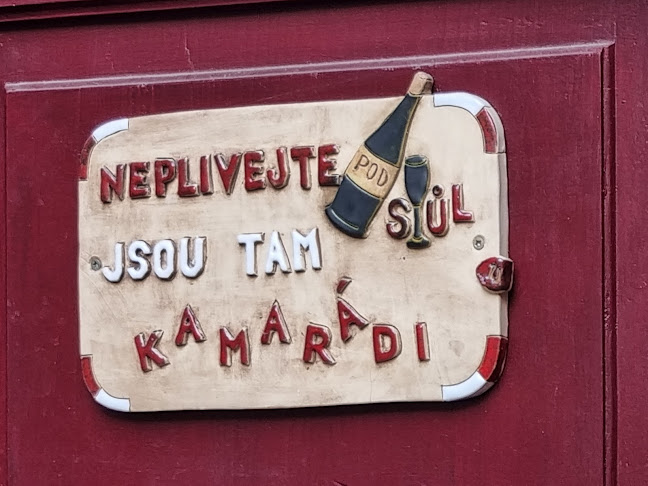 NEPLIVEJTE POD SŮL
JSOU TAM
KAMARÁDI